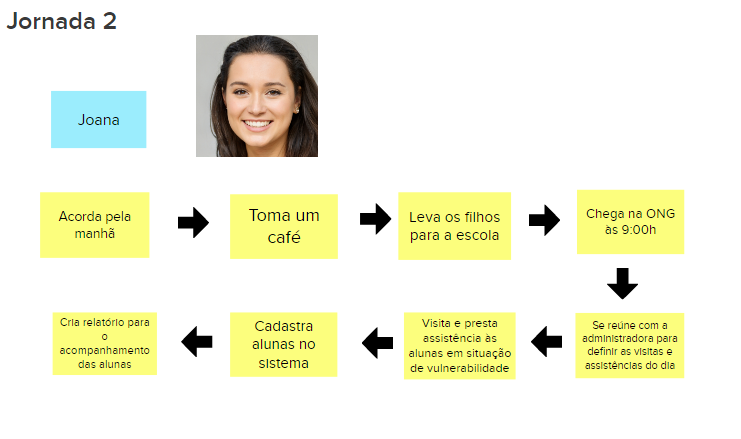 Jornada 2
Joana
Acorda pela
manhã
Toma um
café
Leva os filhos
para a escola
Chega na ONG
às 9:00h
Se reúne com a
administradora para
definir as visitas e
assistências do dia
Visita e presta
assistência às
alunas em situação
de vulnerabilidade
Cadastra
alunas no
sistema
Cria relatório para
o
acompanhamento
das alunas